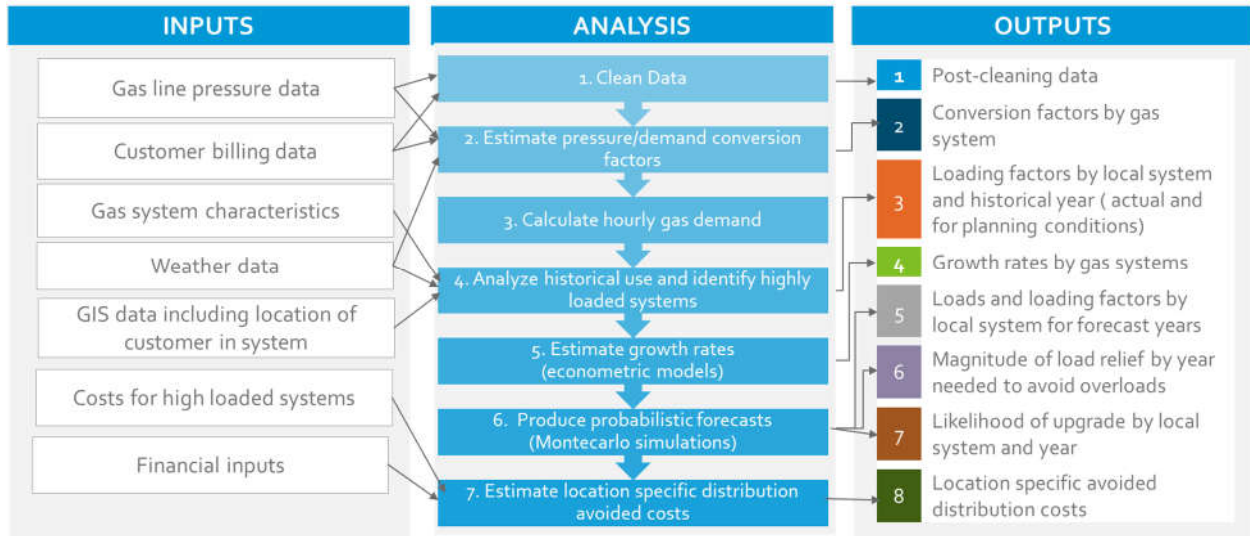 INPUTS
Gas line pressure data
Customer billing data
Gas system characteristics
Weather data
GIS data including location of
customer in system
Costs for high loaded systems
Financial inputs
ANALYSIS
1. Clean Data
2. Estimate pressure/demand conversion
factors
3. Calculate hourly gas demand
4. Analyze historical use and identify highly
loaded systems
5. Estimate growth rates
(econometric models)
6. Produce probabilistic forecasts
(Montecarlo simulations)
7. Estimate location specific distribution
avoided costs
OUTPUTS
1 Post-cleaning data
2 Conversion factors by gas
system
3 Loading factors by local system
and historical year ( actual and
for planning conditions)
4 Growth rates by gas systems
5 Loads and loading factors by
local system for forecast years
6 Magnitude of load relief by year
needed to avoid overloads
7 Likelihood of upgrade by local
system and year
8 Location specific avoided
distribution costs